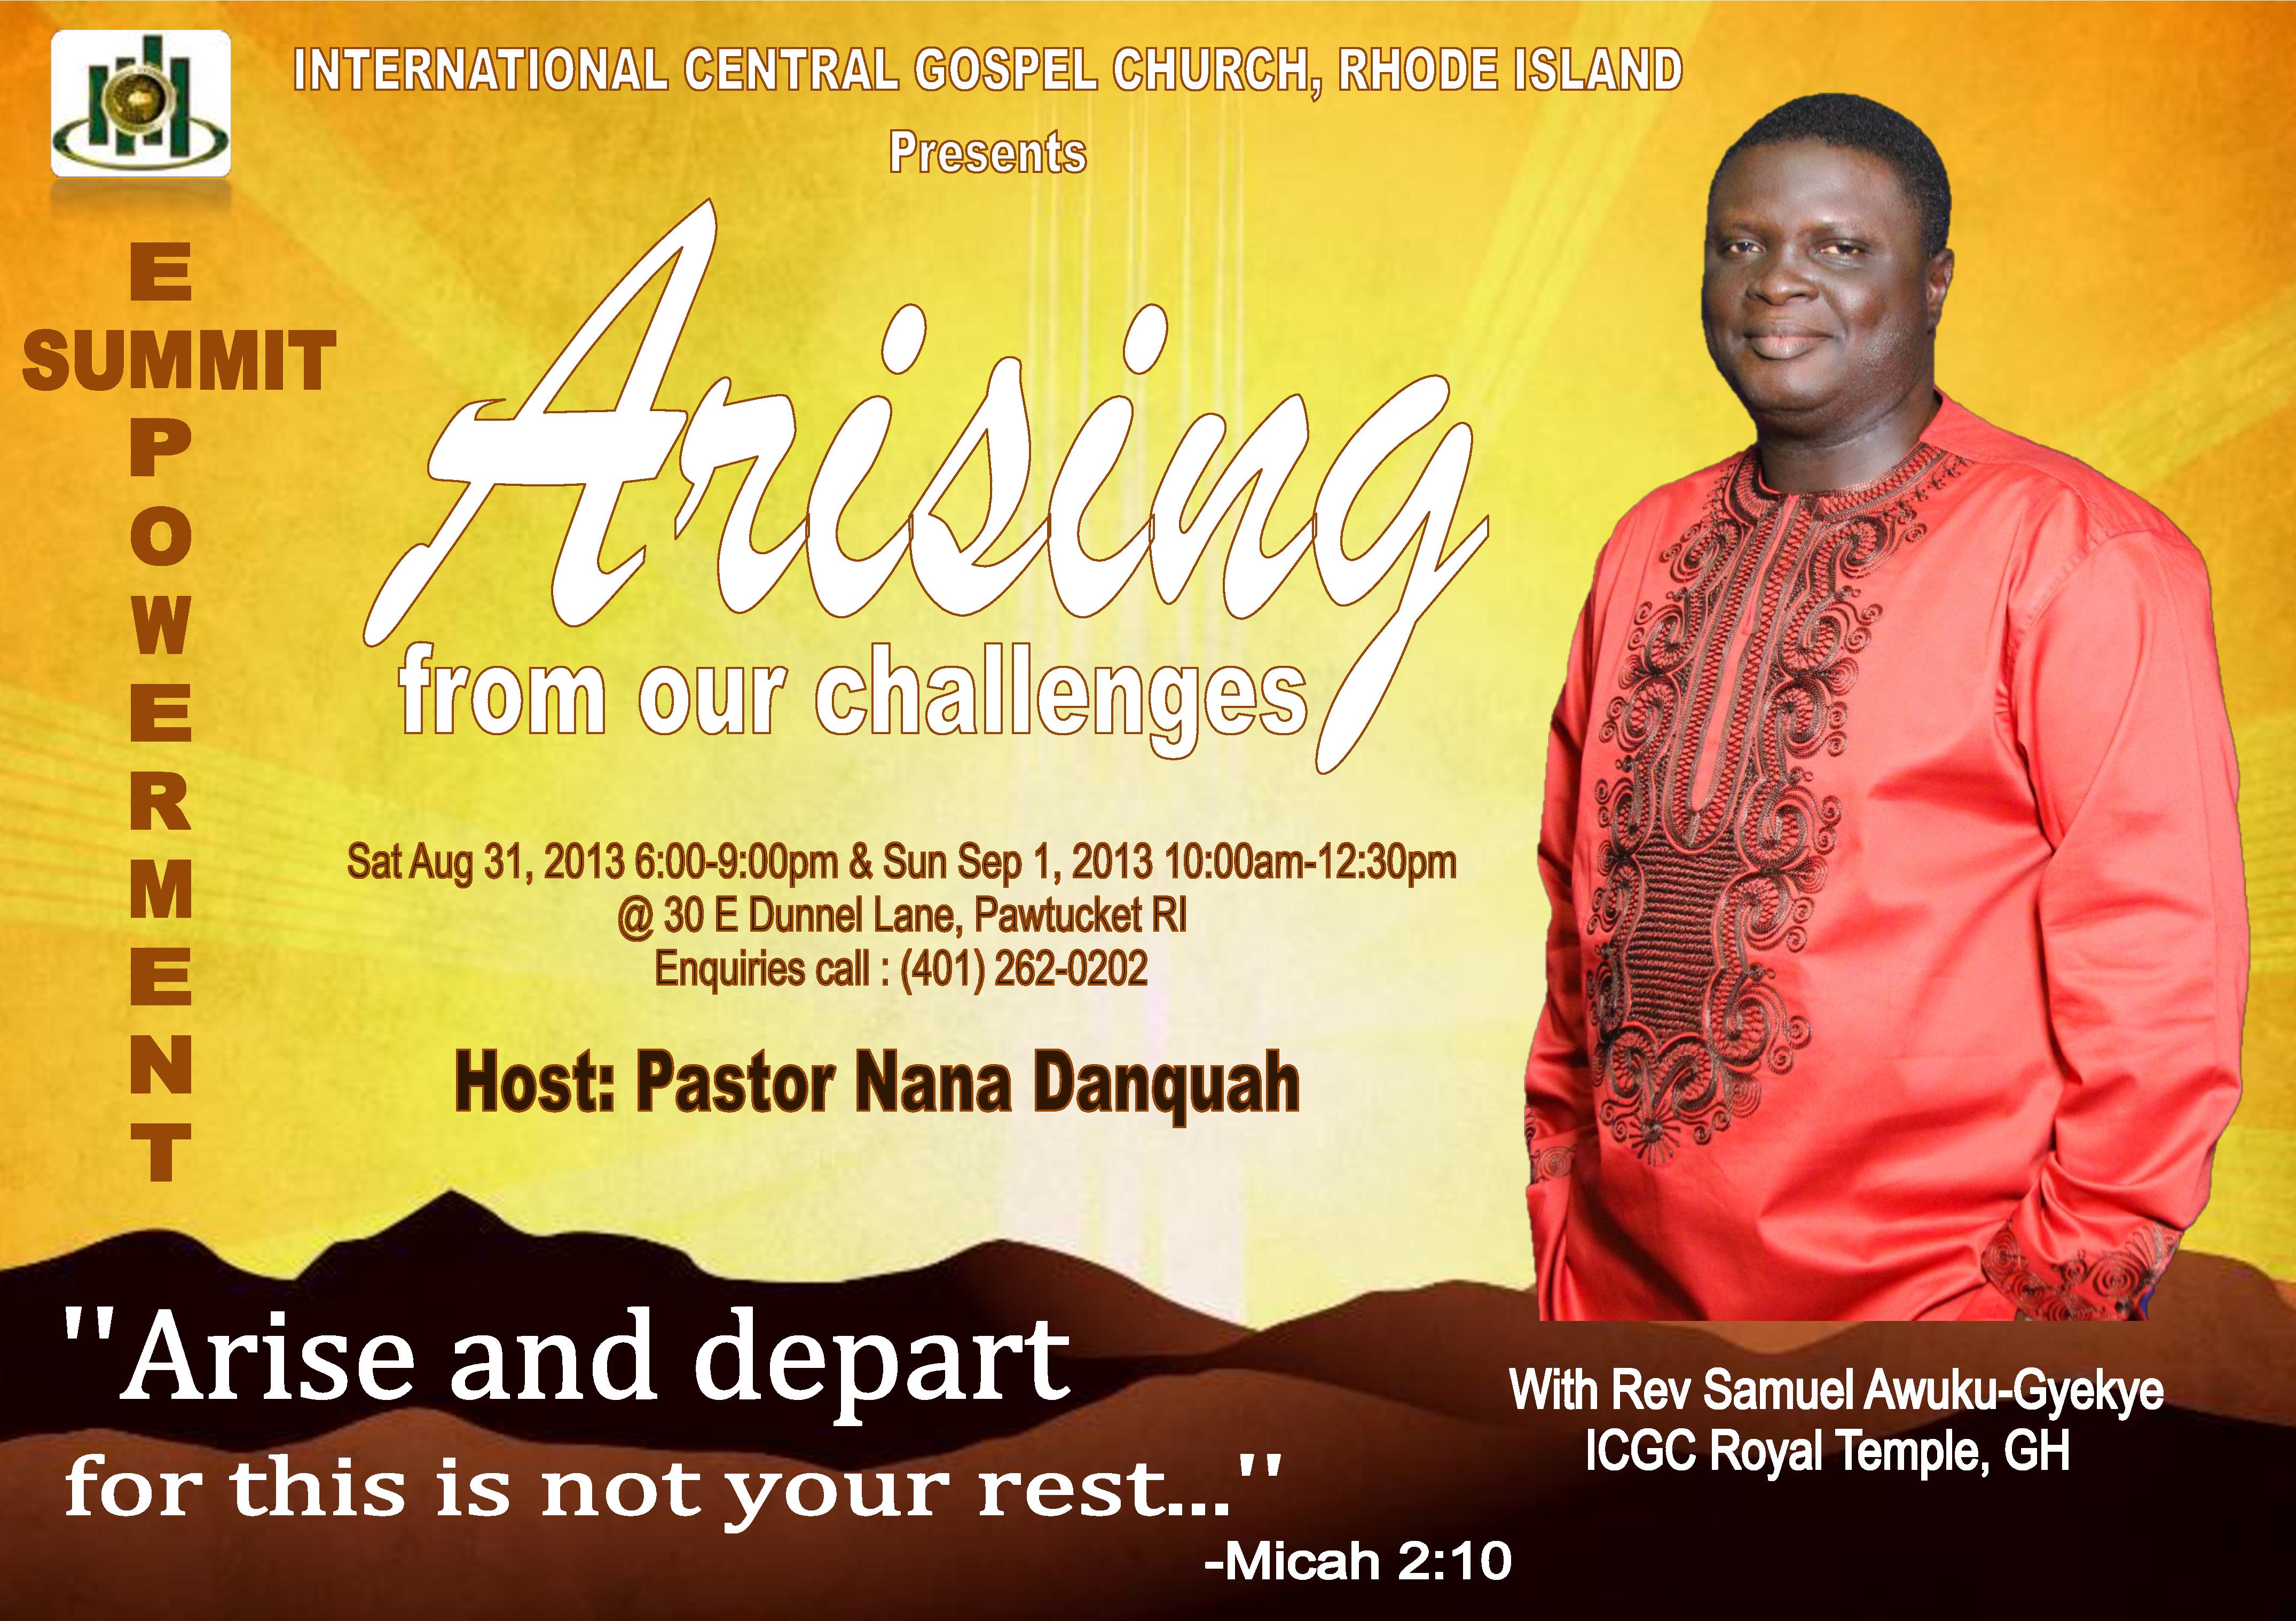 INTERNATIONAL CENTRAL GOSPEL CHURCH, RHODE ISLAND
Presents
EMPOWERMENT
SUMMIT
Arising
from our challenges
Sat Aug 31, 2013 6:00-9:00pm & Sun Sep 1, 2013 10:00am-12:30pm
@ 30 E Dunnel Lane, Pawtucket RI
Enquiries call : (401) 262-0202
Host: Pastor Nana Danquah
"Arise and depart
for this is not your rest..."
-Micah 2:10
With Rev Samuel Awuku-Gyekye
ICGC Royal Temple, GH